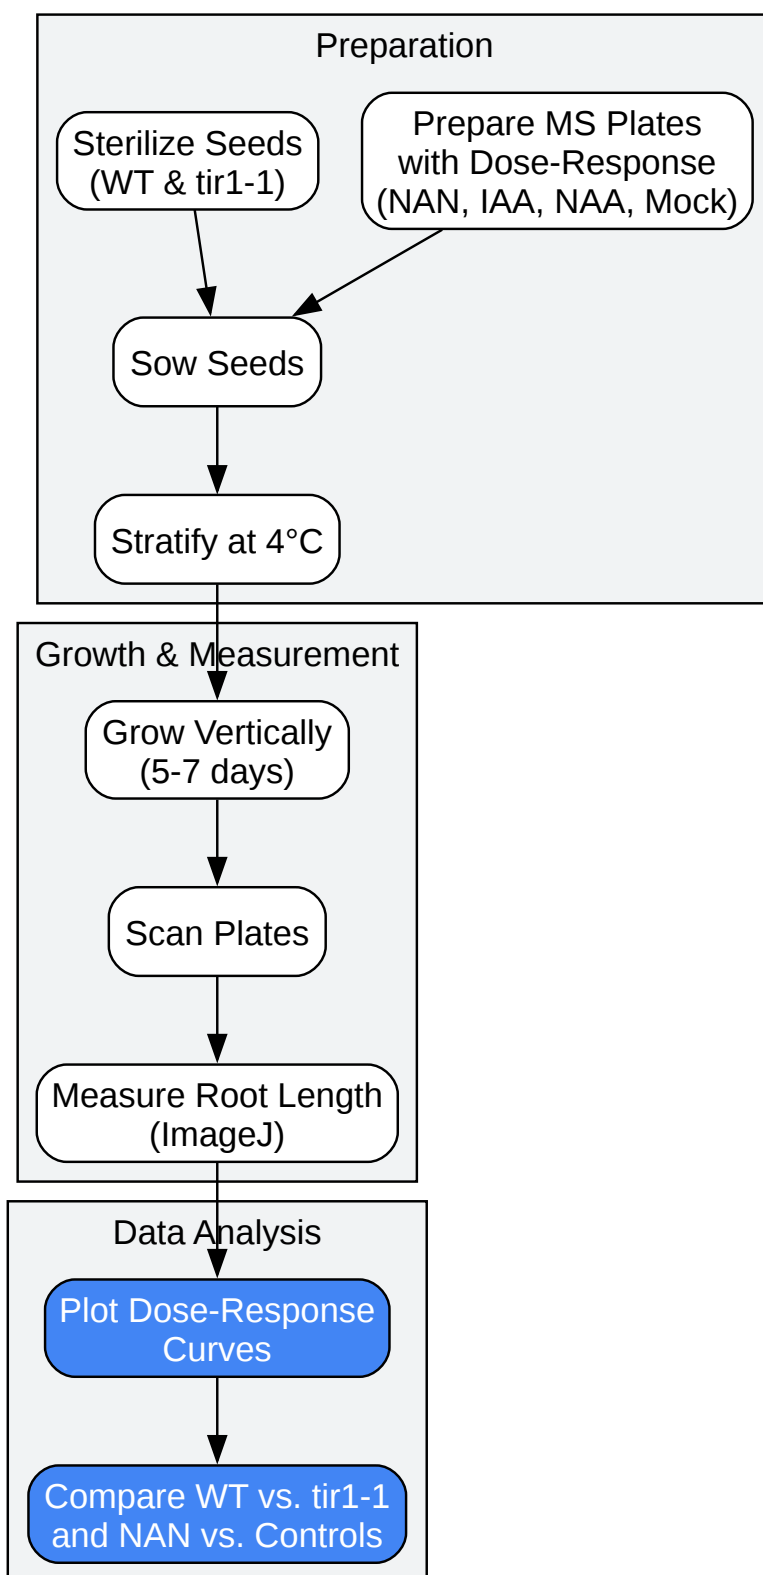 Preparation
Sterilize Seeds
(WT & tir1-1)
Prepare MS Plates
with Dose-Response
(NAN, IAA, NAA, Mock)
Sow Seeds
Stratify at 4°C
Growth & Measurement
Grow Vertically
(5-7 days)
Scan Plates
Measure Root Length
(ImageJ)
Data Analysis
Plot Dose-Response
Curves
Compare WT vs. tir1-1
and NAN vs. Controls